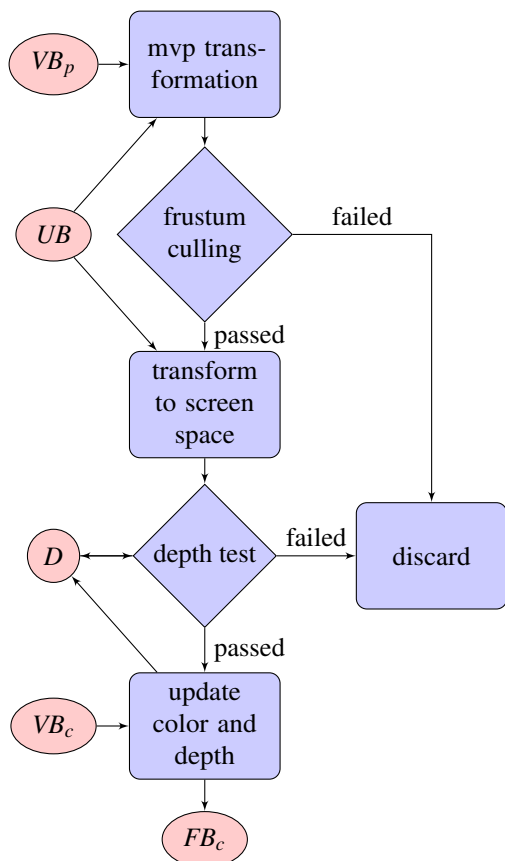 VB_p
mvp trans-
formation
UB
frustum
culling
failed
passed
transform
to screen
space
D
depth test
failed
discard
passed
VB_c
update
color and
depth
FB_c